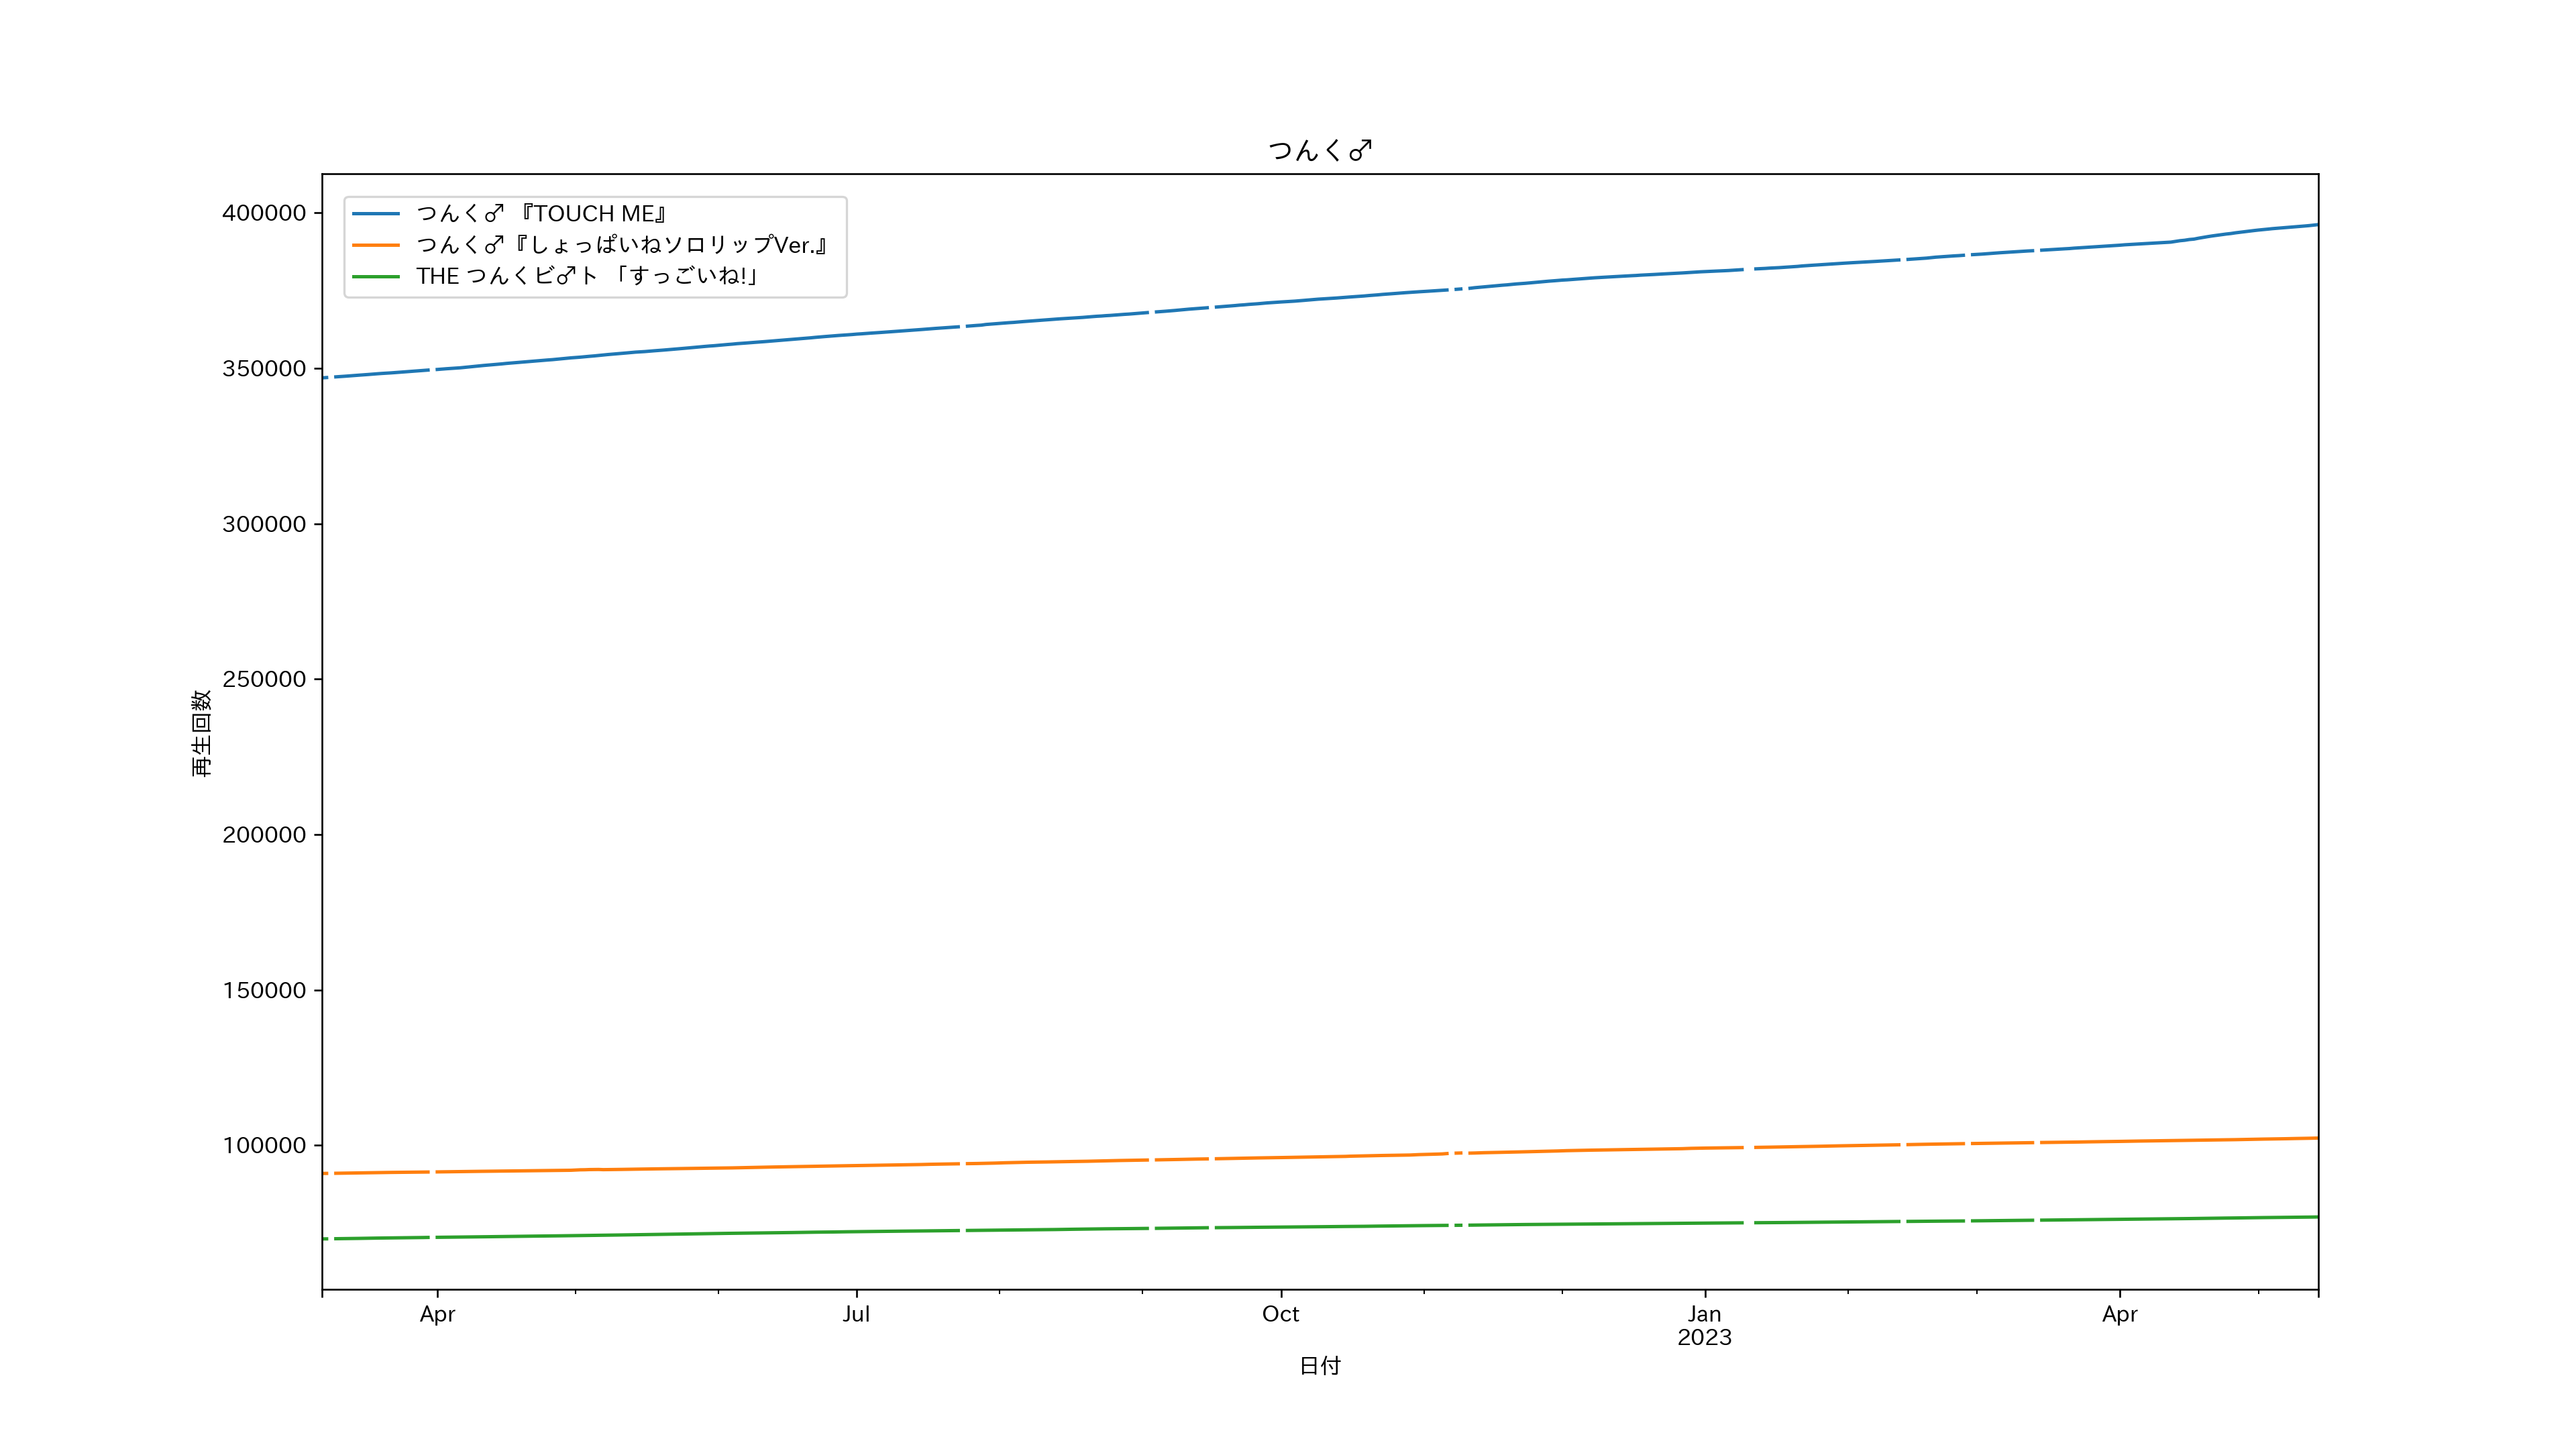 つんく♂
つんく♂ 『TOUCH ME』
つんく♂『しょっぱいねソロリップVer.』
THE つんくビ♂ト 「すっごいね!」
400000
350000
300000
250000
200000
150000
100000
再生回数
Apr
Jul
Oct
Jan
2023
Apr
日付